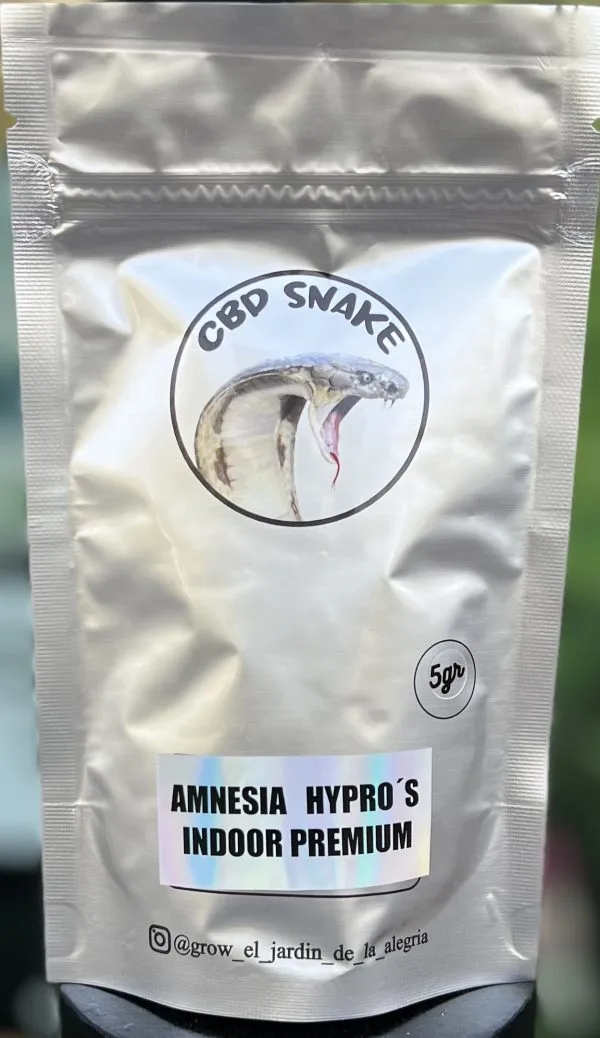 CBD SNAKE
5gr
AMNESIA HYPRO´S
INDOOR PREMIUM
@grow_el_jardin_de_la_alegria